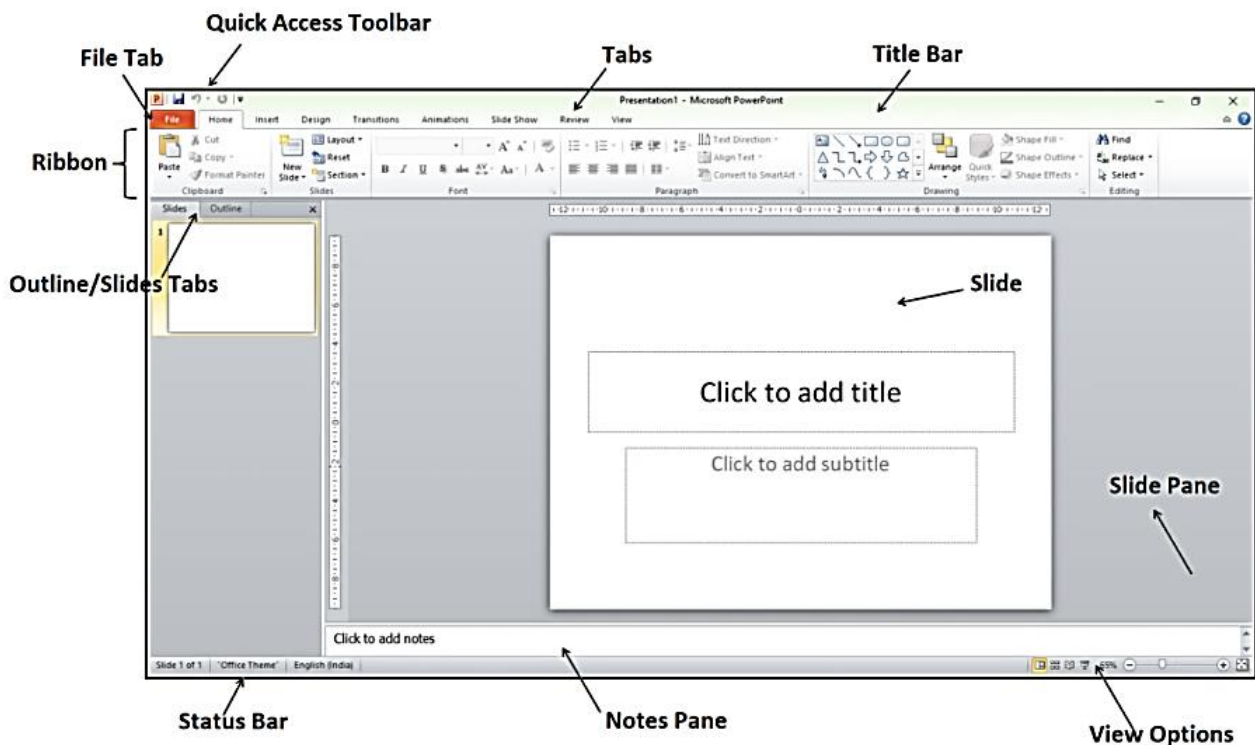 Quick Access Toolbar
File Tab
Tabs
Title Bar
Presentation1 - Microsoft PowerPoint
File Home Insert Design Transitions Animations Slide Show Review View
Ribbon
Paste
Cut
Copy
Format Painter
Clipboard
New Slide
Layout
Reset
Section
Slides
B I U S abc AV Aa A
Font
Text Direction
Align Text
Convert to SmartArt
Paragraph
Arrange
Quick Styles
Shape Fill
Shape Outline
Shape Effects
Drawing
Find
Replace
Select
Editing
Slides Outline
1
Outline/Slides Tabs
Slide
Click to add title
Click to add subtitle
Slide Pane
Click to add notes
Slide 1 of 1 "Office Theme" English (India)
Status Bar
Notes Pane
View Options